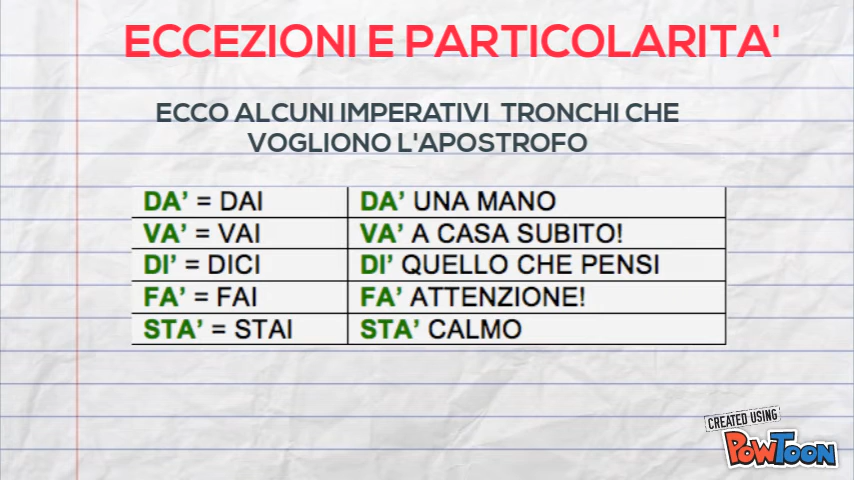 ECCEZIONI E PARTICOLARITA'
ECCO ALCUNI IMPERATIVI TRONCHI CHE
VOGLIONO L'APOSTROFO
DA’ = DAI DA’ UNA MANO
VA’ = VAI VA’ A CASA SUBITO!
DI’ = DICI DI’ QUELLO CHE PENSI
FA’ = FAI FA’ ATTENZIONE!
STA’ = STAI STA’ CALMO
CREATED USING
POWTOON